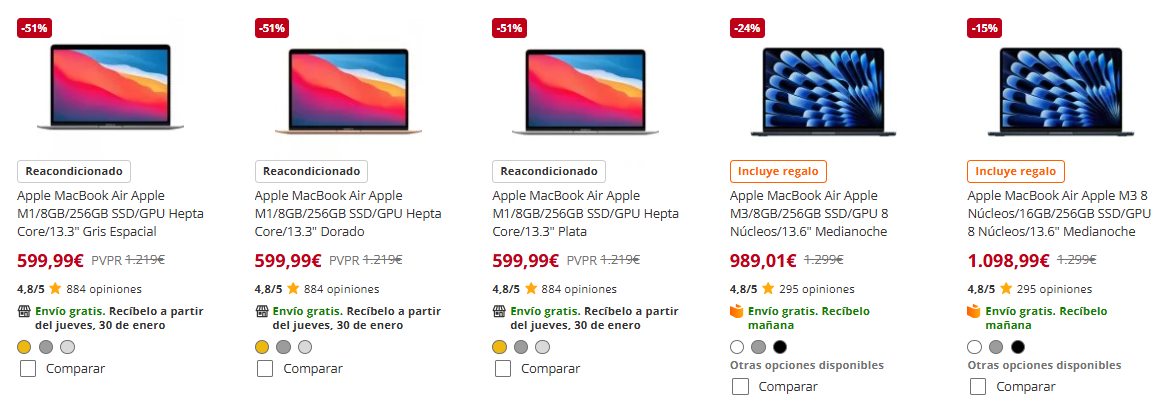 -51%
Reacondicionado
Apple MacBook Air Apple
M1/8GB/256GB SSD/GPU Hepta
Core/13.3" Gris Espacial
599,99€ PVPR 1.219€
4,8/5 884 opiniones
Envío gratis. Recíbelo a partir
del jueves, 30 de enero
Comparar
-51%
Reacondicionado
Apple MacBook Air Apple
M1/8GB/256GB SSD/GPU Hepta
Core/13.3" Dorado
599,99€ PVPR 1.219€
4,8/5 884 opiniones
Envío gratis. Recíbelo a partir
del jueves, 30 de enero
Comparar
-51%
Reacondicionado
Apple MacBook Air Apple
M1/8GB/256GB SSD/GPU Hepta
Core/13.3" Plata
599,99€ PVPR 1.219€
4,8/5 884 opiniones
Envío gratis. Recíbelo a partir
del jueves, 30 de enero
Comparar
-24%
Incluye regalo
Apple MacBook Air Apple
M3/8GB/256GB SSD/GPU 8
Núcleos/13.6" Medianoche
989,01€ 1.299€
4,8/5 295 opiniones
Envío gratis. Recíbelo
mañana
Otras opciones disponibles
Comparar
-15%
Incluye regalo
Apple MacBook Air Apple M3 8
Núcleos/16GB/256GB SSD/GPU
8 Núcleos/13.6" Medianoche
1.098,99€ 1.299€
4,8/5 295 opiniones
Envío gratis. Recíbelo
mañana
Otras opciones disponibles
Comparar